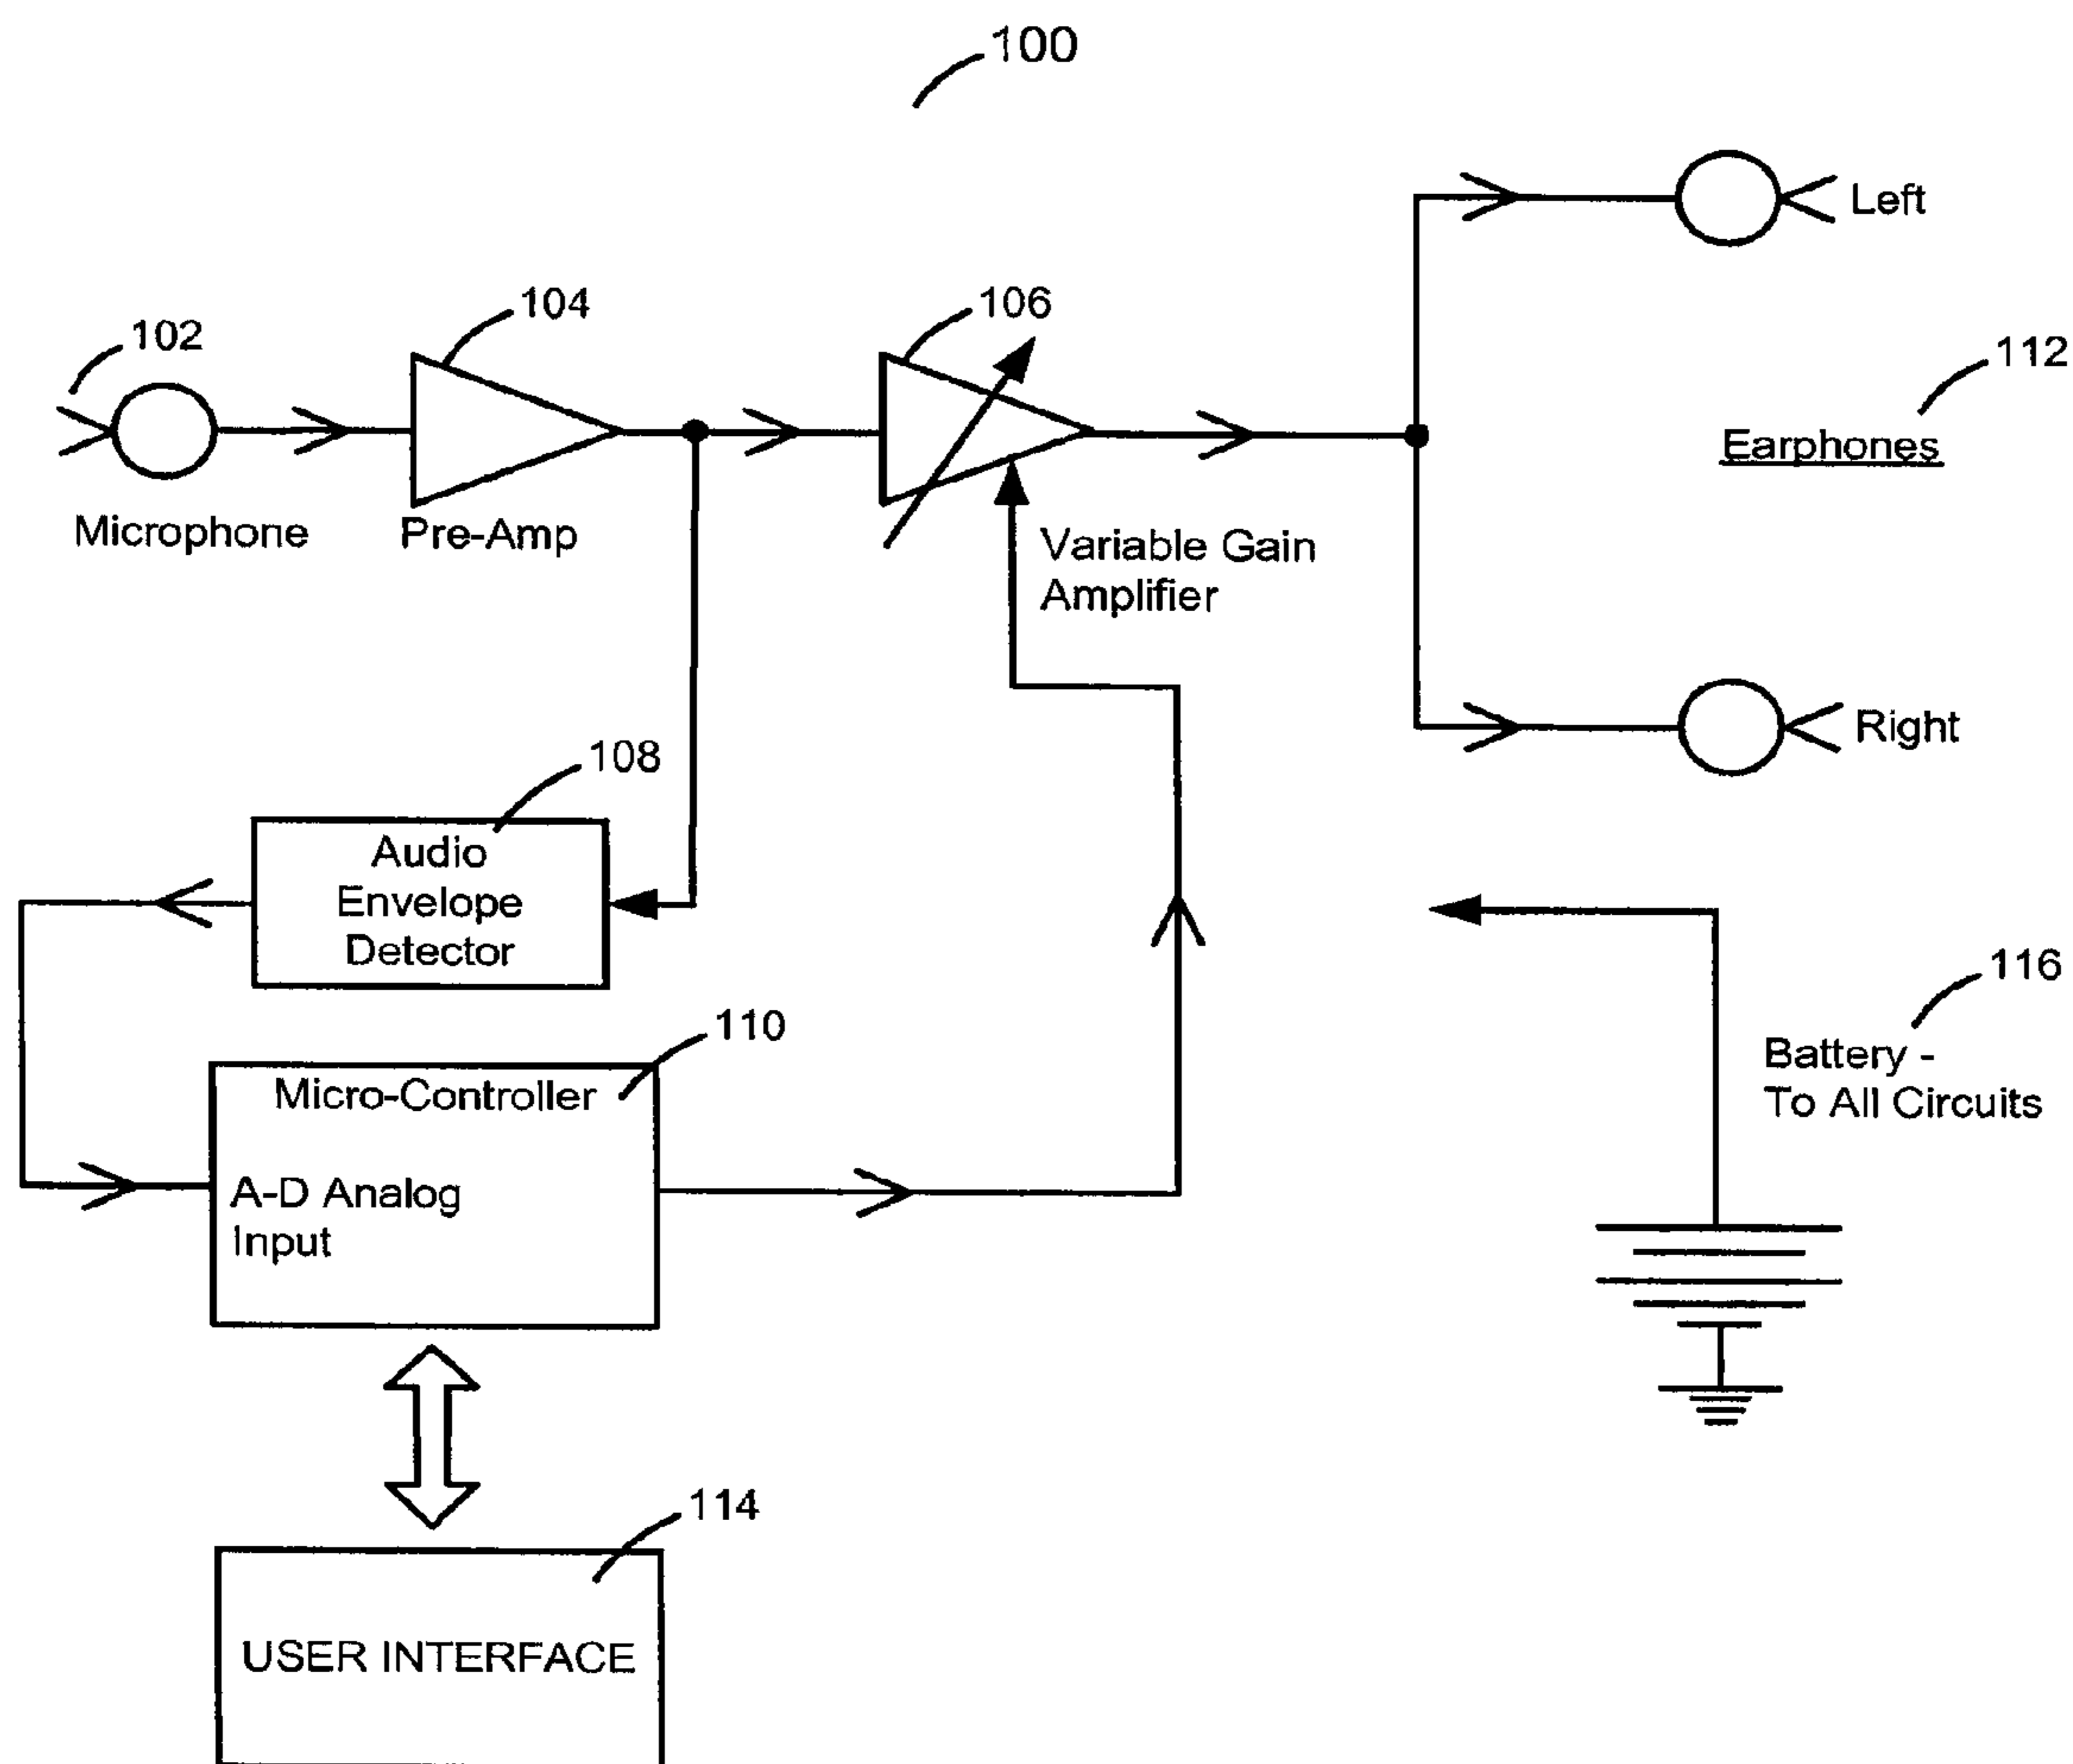 100
Left
104
106
102
112
Earphones
Microphone
Pre-Amp
Variable Gain
Amplifier
Right
108
Audio
Envelope
Detector
116
110
Battery -
To All Circuits
Micro-Controller
A-D Analog
Input
114
USER INTERFACE